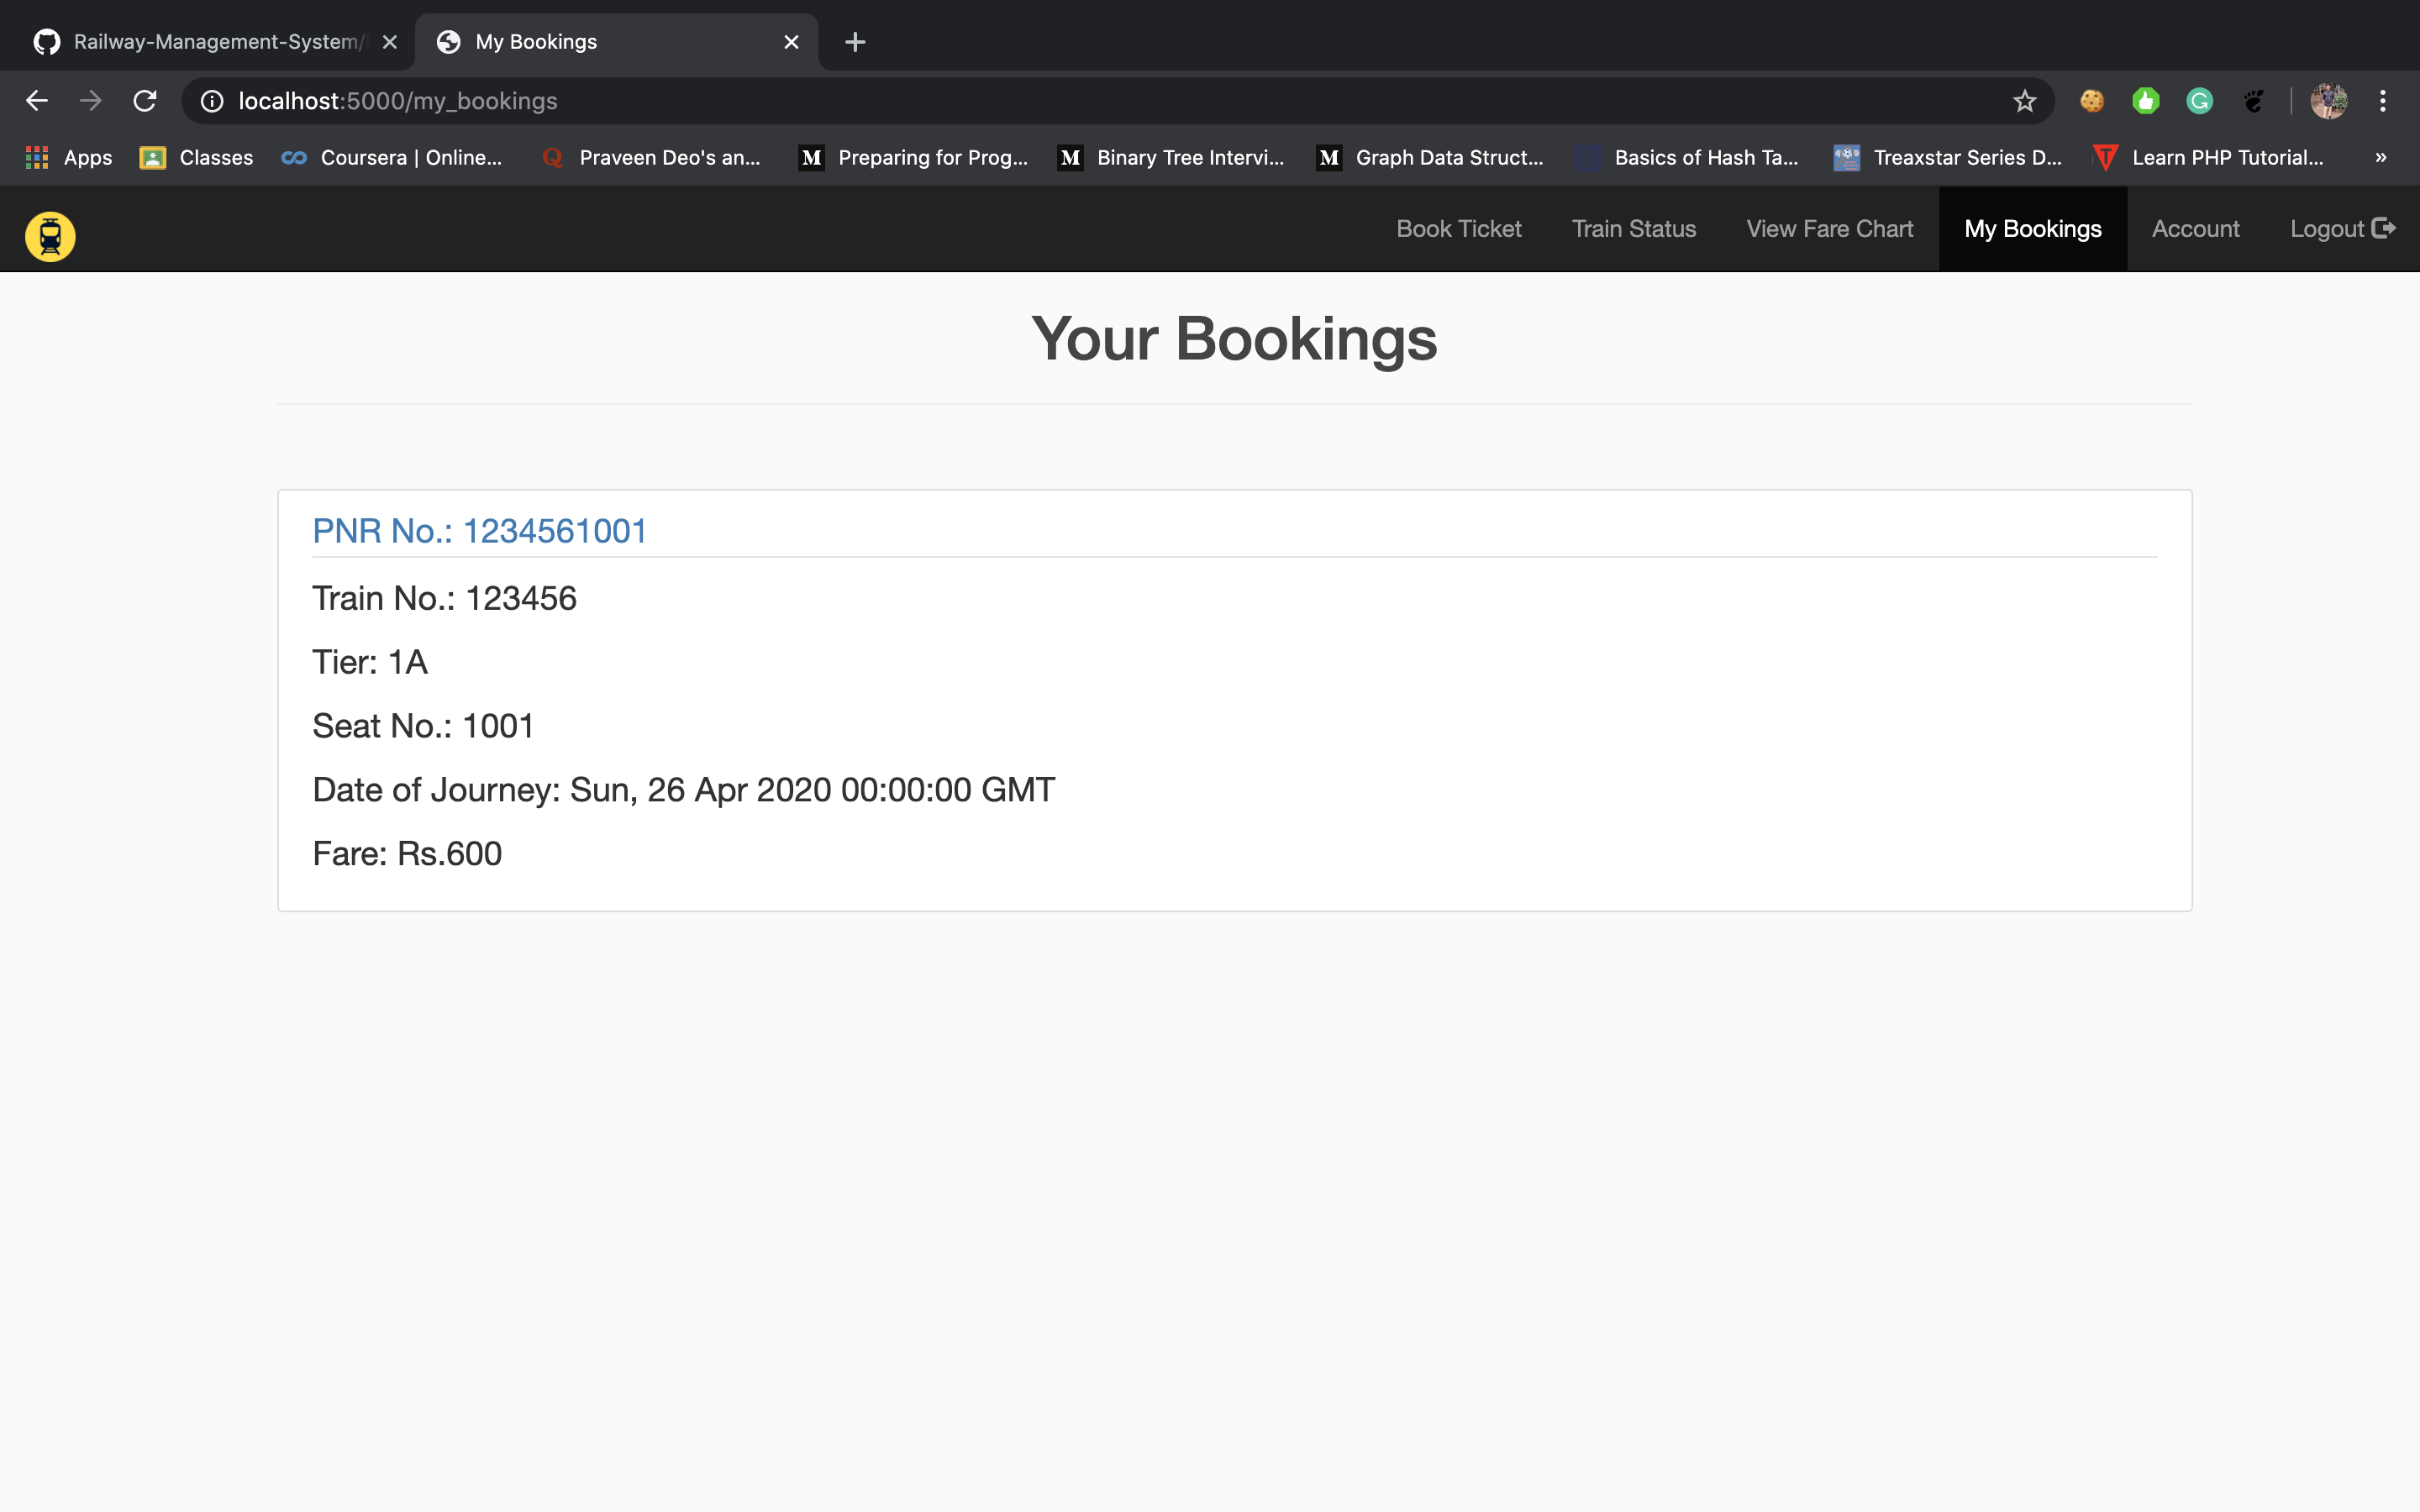 Railway-Management-System/
My Bookings
localhost:5000/my_bookings
Apps
Classes
Coursera | Online...
Praveen Deo's an...
Preparing for Prog...
Binary Tree Intervi...
Graph Data Struct...
Basics of Hash Ta...
Treaxstar Series D...
Learn PHP Tutorial...
»
Book Ticket
Train Status
View Fare Chart
My Bookings
Account
Logout
Your Bookings
PNR No.: 1234561001
Train No.: 123456
Tier: 1A
Seat No.: 1001
Date of Journey: Sun, 26 Apr 2020 00:00:00 GMT
Fare: Rs.600